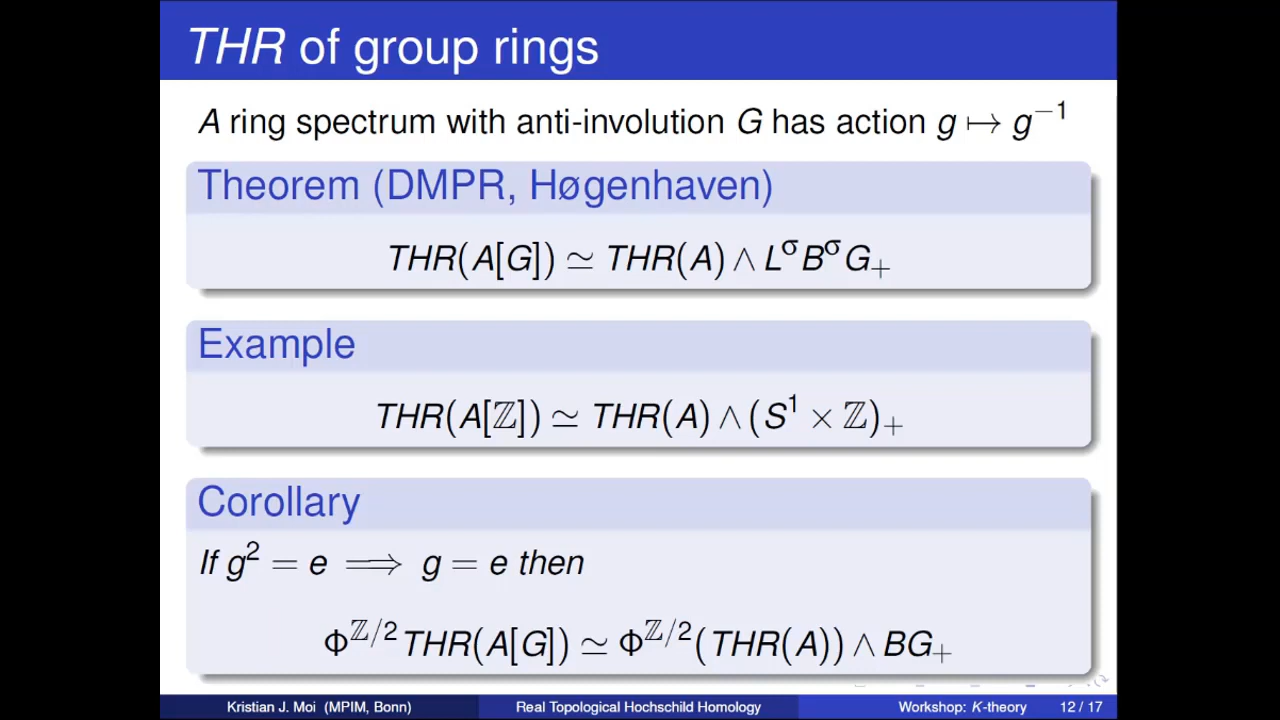 THR of group rings
A ring spectrum with anti-involution G has action g ↦ g⁻¹
Theorem (DMPR, Høgenhaven)
THR(A[G]) ≃ THR(A) ∧ L^σ B^σ G₊
Example
THR(A[ℤ]) ≃ THR(A) ∧ (S¹ × ℤ)₊
Corollary
If g² = e ⟹ g = e then
Φ^{ℤ/2} THR(A[G]) ≃ Φ^{ℤ/2}(THR(A)) ∧ BG₊
Kristian J. Moi (MPIM, Bonn) Real Topological Hochschild Homology Workshop: K-theory 12 / 17